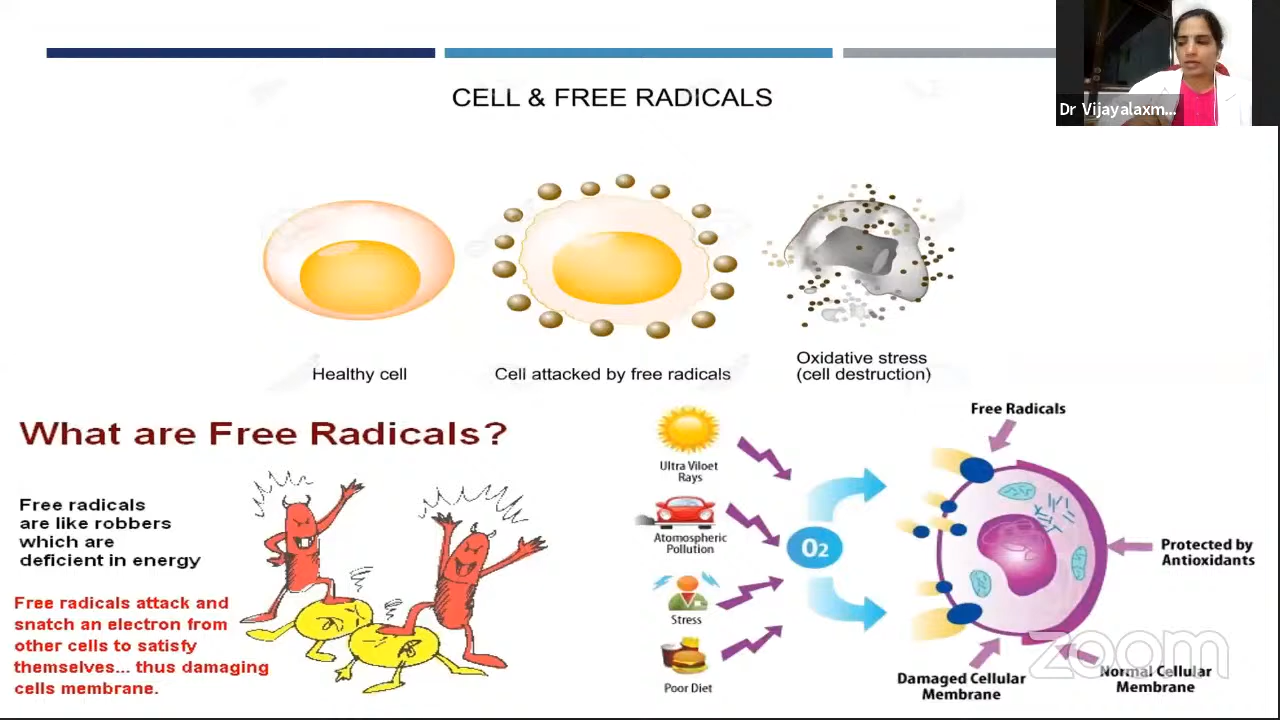 CELL & FREE RADICALS
Dr Vijayalaxm...
Healthy cell
Cell attacked by free radicals
Oxidative stress
(cell destruction)
What are Free Radicals?
Free radicals
are like robbers
which are
deficient in energy
Free radicals attack and
snatch an electron from
other cells to satisfy
themselves... thus damaging
cells membrane.
Ultra Viloet
Rays
Atomospheric
Pollution
Stress
Poor Diet
O2
Free Radicals
Protected by
Antioxidants
Damaged Cellular
Membrane
Normal Cellular
Membrane
zoom